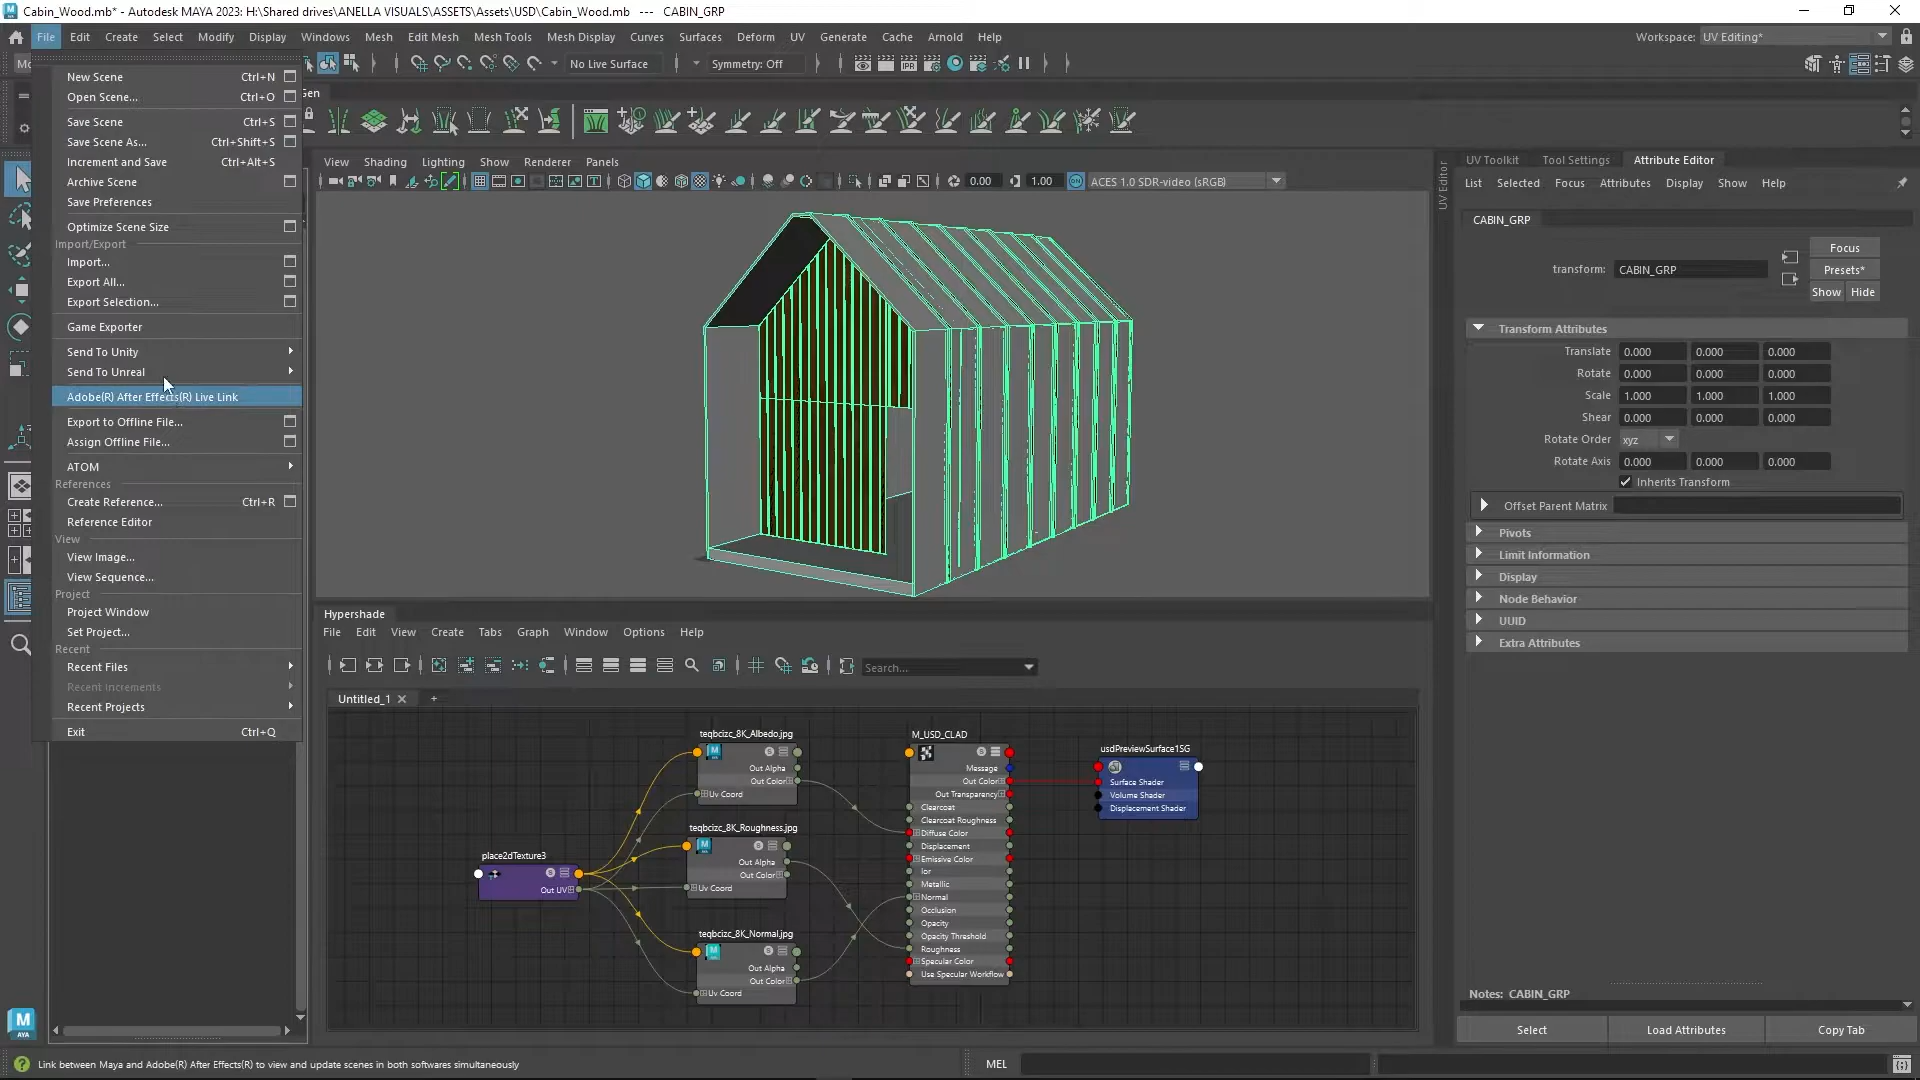 Cabin_Wood.mb* - Autodesk MAYA 2023: H:\Shared drives\ANELLA VISUALS\ASSETS\Assets\USD\Cabin_Wood.mb   ---   CABIN_GRP
File Edit Create Select Modify Display Windows Mesh Edit Mesh Mesh Tools Mesh Display Curves Surfaces Deform UV Generate Cache Arnold Help
Workspace: UV Editing*
No Live Surface
Symmetry: Off
New Scene Ctrl+N
Open Scene... Ctrl+O
Save Scene Ctrl+S
Save Scene As... Ctrl+Shift+S
Increment and Save Ctrl+Alt+S
Archive Scene
Save Preferences
Optimize Scene Size
Import/Export
Import...
Export All...
Export Selection...
Game Exporter
Send To Unity
Send To Unreal
Adobe(R) After Effects(R) Live Link
Export to Offline File...
Assign Offline File...
ATOM
References
Create Reference... Ctrl+R
Reference Editor
View
View Image...
View Sequence...
Project
Project Window
Set Project...
Recent
Recent Files
Recent Increments
Recent Projects
Exit Ctrl+Q
View Shading Lighting Show Renderer Panels
0.00
1.00
ACES 1.0 SDR-video (sRGB)
Hypershade
File Edit View Create Tabs Graph Window Options Help
Search...
Untitled_1
+
place2dTexture3
Out UV
teqbcizc_8K_Albedo.jpg
Out Alpha
Out Color
Uv Coord
teqbcizc_8K_Roughness.jpg
Out Alpha
Out Color
Uv Coord
teqbcizc_8K_Normal.jpg
Out Alpha
Out Color
Uv Coord
M_USD_CLAD
Message
Out Color
Out Transparency
Clearcoat
Clearcoat Roughness
Diffuse Color
Displacement
Emissive Color
Ior
Metallic
Normal
Occlusion
Opacity
Opacity Threshold
Roughness
Specular Color
Use Specular Workflow
usdPreviewSurface1SG
Surface Shader
Volume Shader
Displacement Shader
UV Editor
UV Toolkit Tool Settings Attribute Editor
List Selected Focus Attributes Display Show Help
CABIN_GRP
Focus
transform: CABIN_GRP
Presets*
Show Hide
Transform Attributes
Translate 0.000 0.000 0.000
Rotate 0.000 0.000 0.000
Scale 1.000 1.000 1.000
Shear 0.000 0.000 0.000
Rotate Order xyz
Rotate Axis 0.000 0.000 0.000
Inherits Transform
Offset Parent Matrix
Pivots
Limit Information
Display
Node Behavior
UUID
Extra Attributes
Notes: CABIN_GRP
Select Load Attributes Copy Tab
M
AYA
Link between Maya and Adobe(R) After Effects(R) to view and update scenes in both softwares simultaneously
MEL